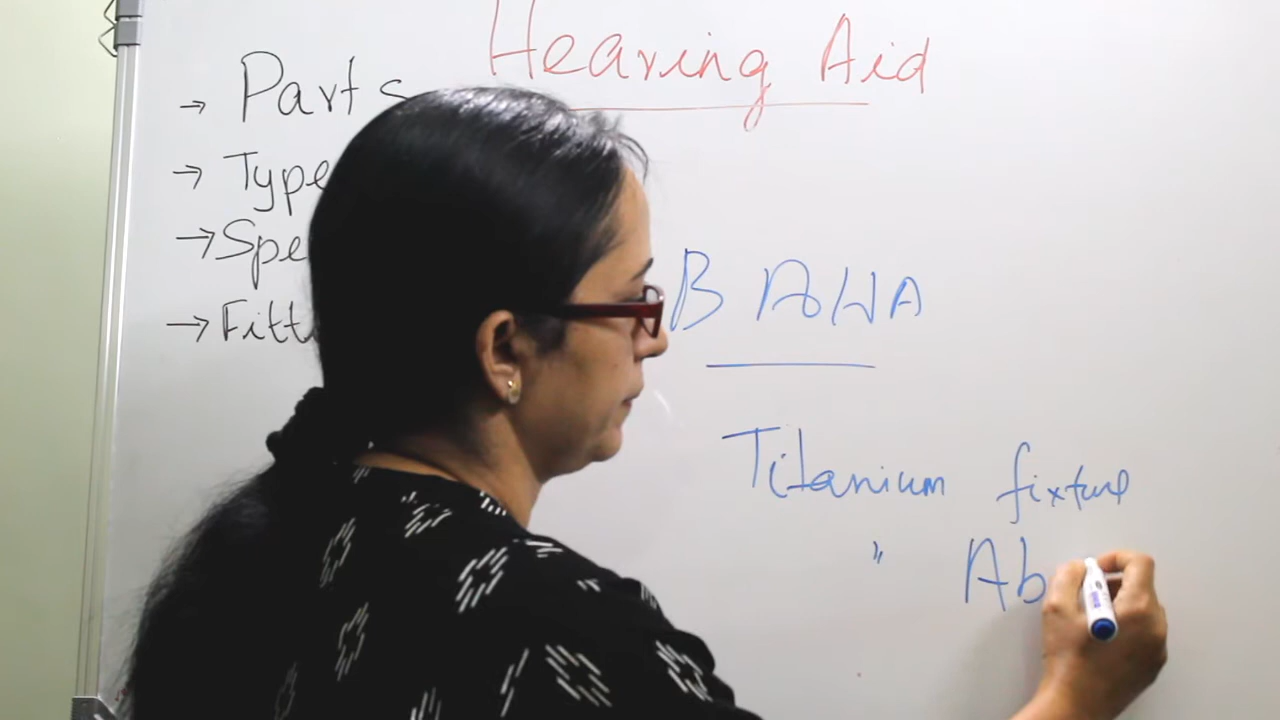 Hearing Aid
→ Parts
→ Type
→ Spe
→ Fitt
BAHA
Titanium fixture
" Ab